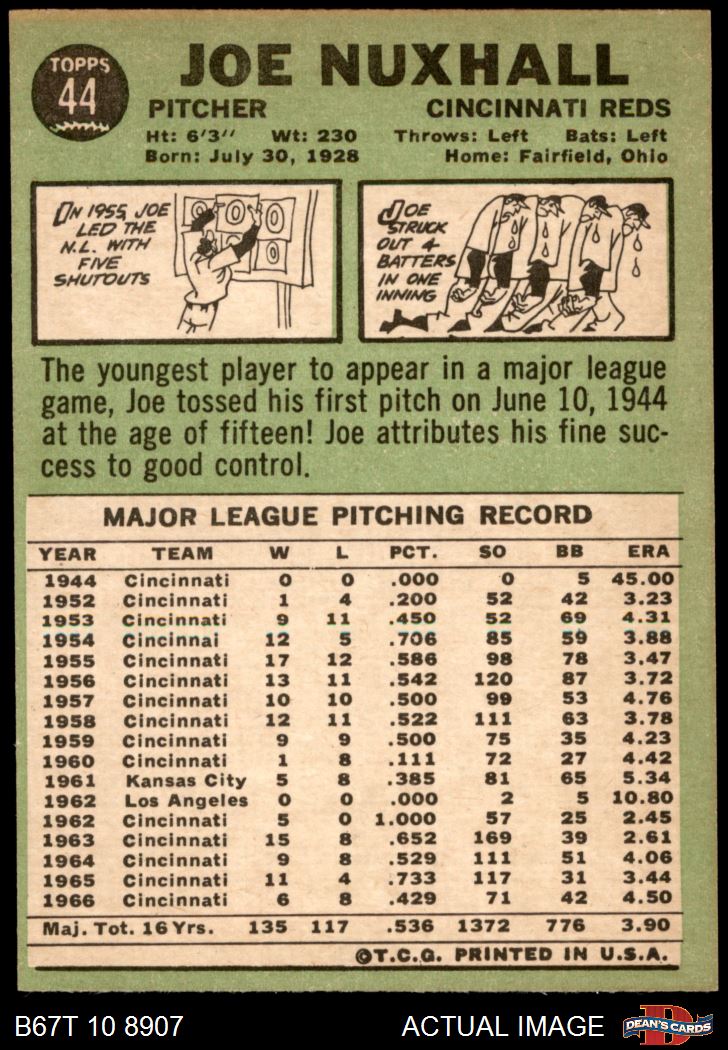 TOPPS
44
JOE NUXHALL
PITCHER CINCINNATI REDS
Ht: 6'3" Wt: 230 Throws: Left Bats: Left
Born: July 30, 1928 Home: Fairfield, Ohio
IN 1955, JOE
LED THE
N.L. WITH
FIVE
SHUTOUTS
0 0 0
0 0
JOE
STRUCK
OUT 4
BATTERS
IN ONE
INNING
The youngest player to appear in a major league
game, Joe tossed his first pitch on June 10, 1944
at the age of fifteen! Joe attributes his fine suc-
cess to good control.
MAJOR LEAGUE PITCHING RECORD
YEAR TEAM W L PCT. SO BB ERA
1944 Cincinnati 0 0 .000 0 5 45.00
1952 Cincinnati 1 4 .200 52 42 3.23
1953 Cincinnati 9 11 .450 52 69 4.31
1954 Cincinnai 12 5 .706 85 59 3.88
1955 Cincinnati 17 12 .586 98 78 3.47
1956 Cincinnati 13 11 .542 120 87 3.72
1957 Cincinnati 10 10 .500 99 53 4.76
1958 Cincinnati 12 11 .522 111 63 3.78
1959 Cincinnati 9 9 .500 75 35 4.23
1960 Cincinnati 1 8 .111 72 27 4.42
1961 Kansas City 5 8 .385 81 65 5.34
1962 Los Angeles 0 0 .000 2 5 10.80
1962 Cincinnati 5 0 1.000 57 25 2.45
1963 Cincinnati 15 8 .652 169 39 2.61
1964 Cincinnati 9 8 .529 111 51 4.06
1965 Cincinnati 11 4 .733 117 31 3.44
1966 Cincinnati 6 8 .429 71 42 4.50
Maj. Tot. 16 Yrs. 135 117 .536 1372 776 3.90
©T.C.G. PRINTED IN U.S.A.
B67T 10 8907 ACTUAL IMAGE
D
DEAN'S CARDS